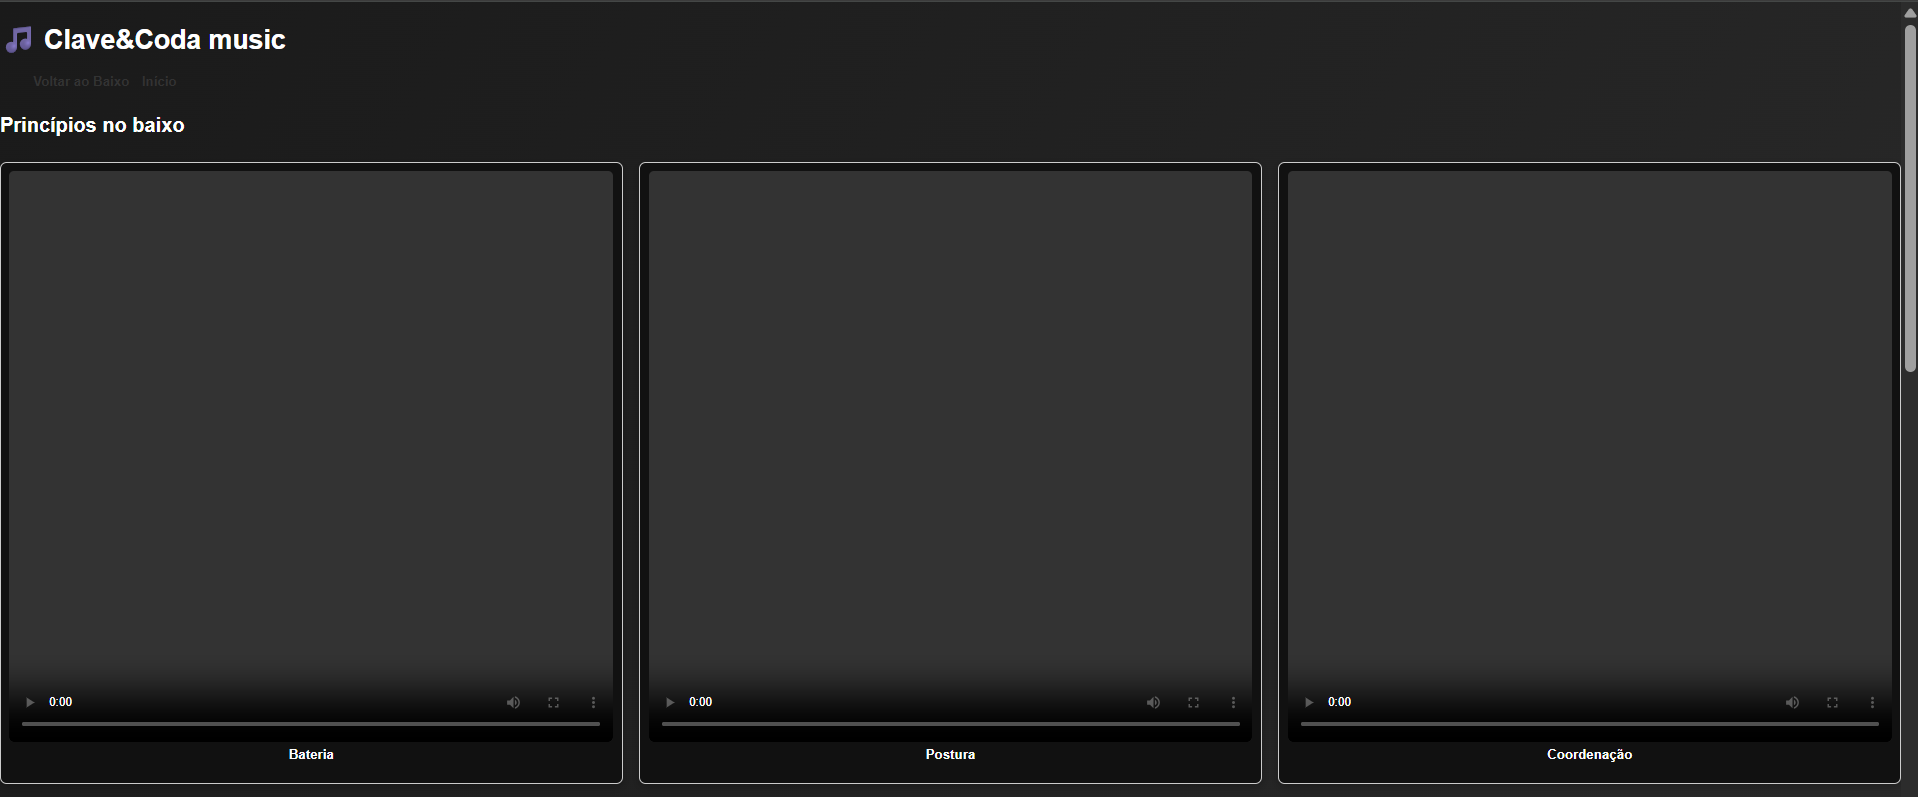 Clave&Coda music
Voltar ao Baixo Início
Princípios no baixo
0:00 0:00 0:00
Bateria Postura Coordenação